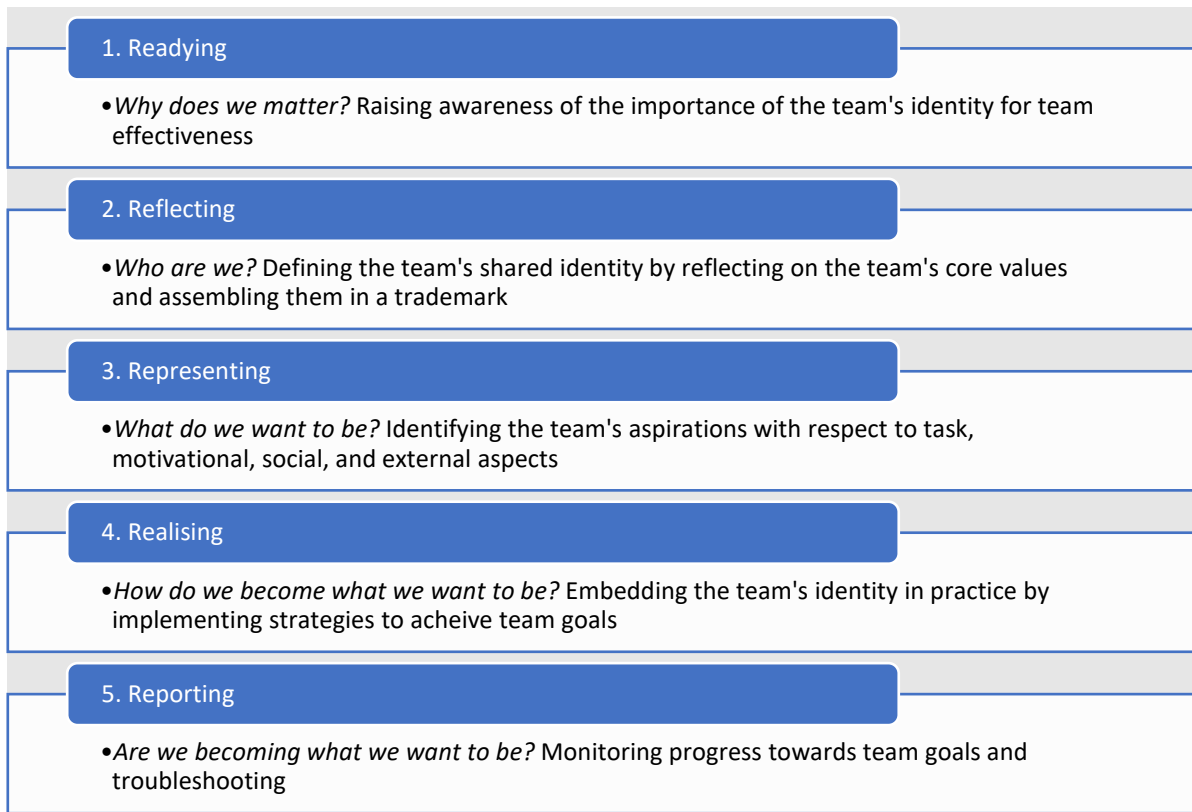 1. Readying
•Why does we matter? Raising awareness of the importance of the team's identity for team
effectiveness
2. Reflecting
•Who are we? Defining the team's shared identity by reflecting on the team's core values
and assembling them in a trademark
3. Representing
•What do we want to be? Identifying the team's aspirations with respect to task,
motivational, social, and external aspects
4. Realising
•How do we become what we want to be? Embedding the team's identity in practice by
implementing strategies to acheive team goals
5. Reporting
•Are we becoming what we want to be? Monitoring progress towards team goals and
troubleshooting